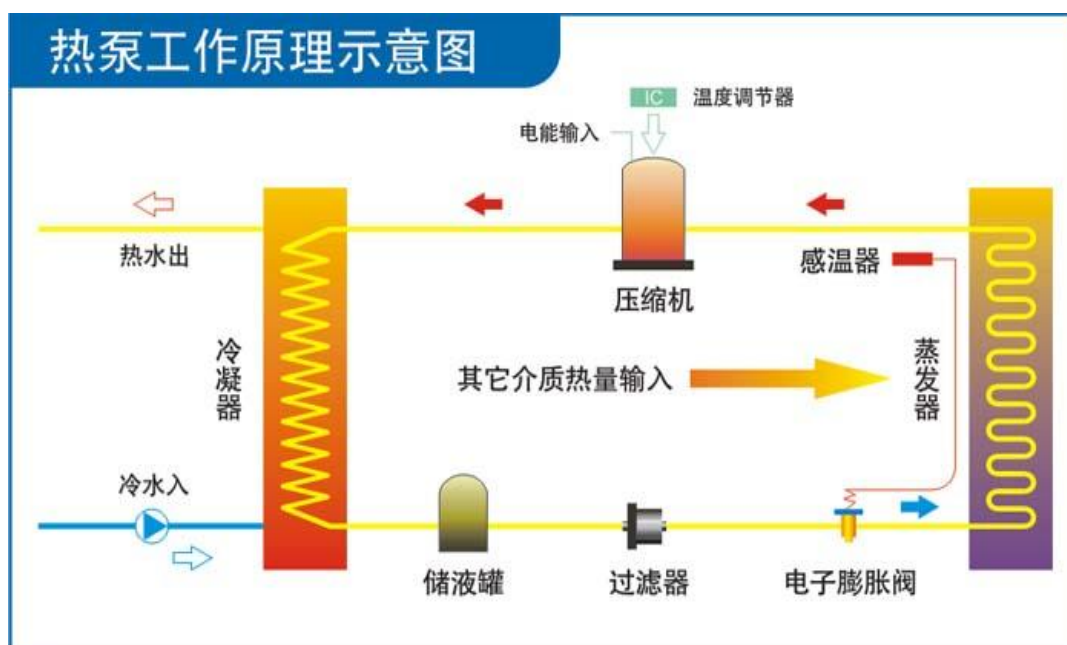 热泵工作原理示意图
IC
温度调节器
电能输入
热水出
感温器
压缩机
冷凝器
其它介质热量输入
蒸发器
冷水入
储液罐
过滤器
电子膨胀阀